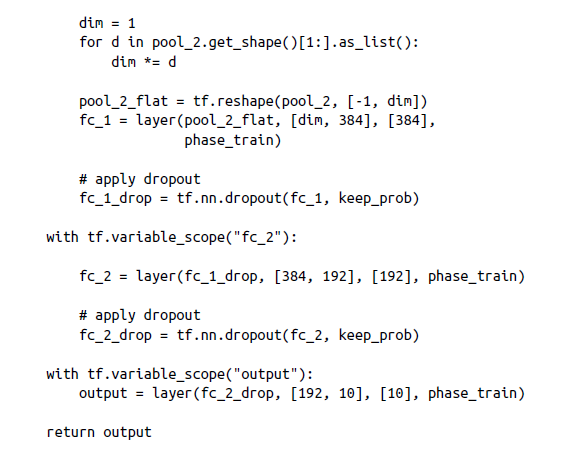 dim = 1
for d in pool_2.get_shape()[1:].as_list():
dim *= d
pool_2_flat = tf.reshape(pool_2, [-1, dim])
fc_1 = layer(pool_2_flat, [dim, 384], [384],
phase_train)
# apply dropout
fc_1_drop = tf.nn.dropout(fc_1, keep_prob)
with tf.variable_scope("fc_2"):
fc_2 = layer(fc_1_drop, [384, 192], [192], phase_train)
# apply dropout
fc_2_drop = tf.nn.dropout(fc_2, keep_prob)
with tf.variable_scope("output"):
output = layer(fc_2_drop, [192, 10], [10], phase_train)
return output